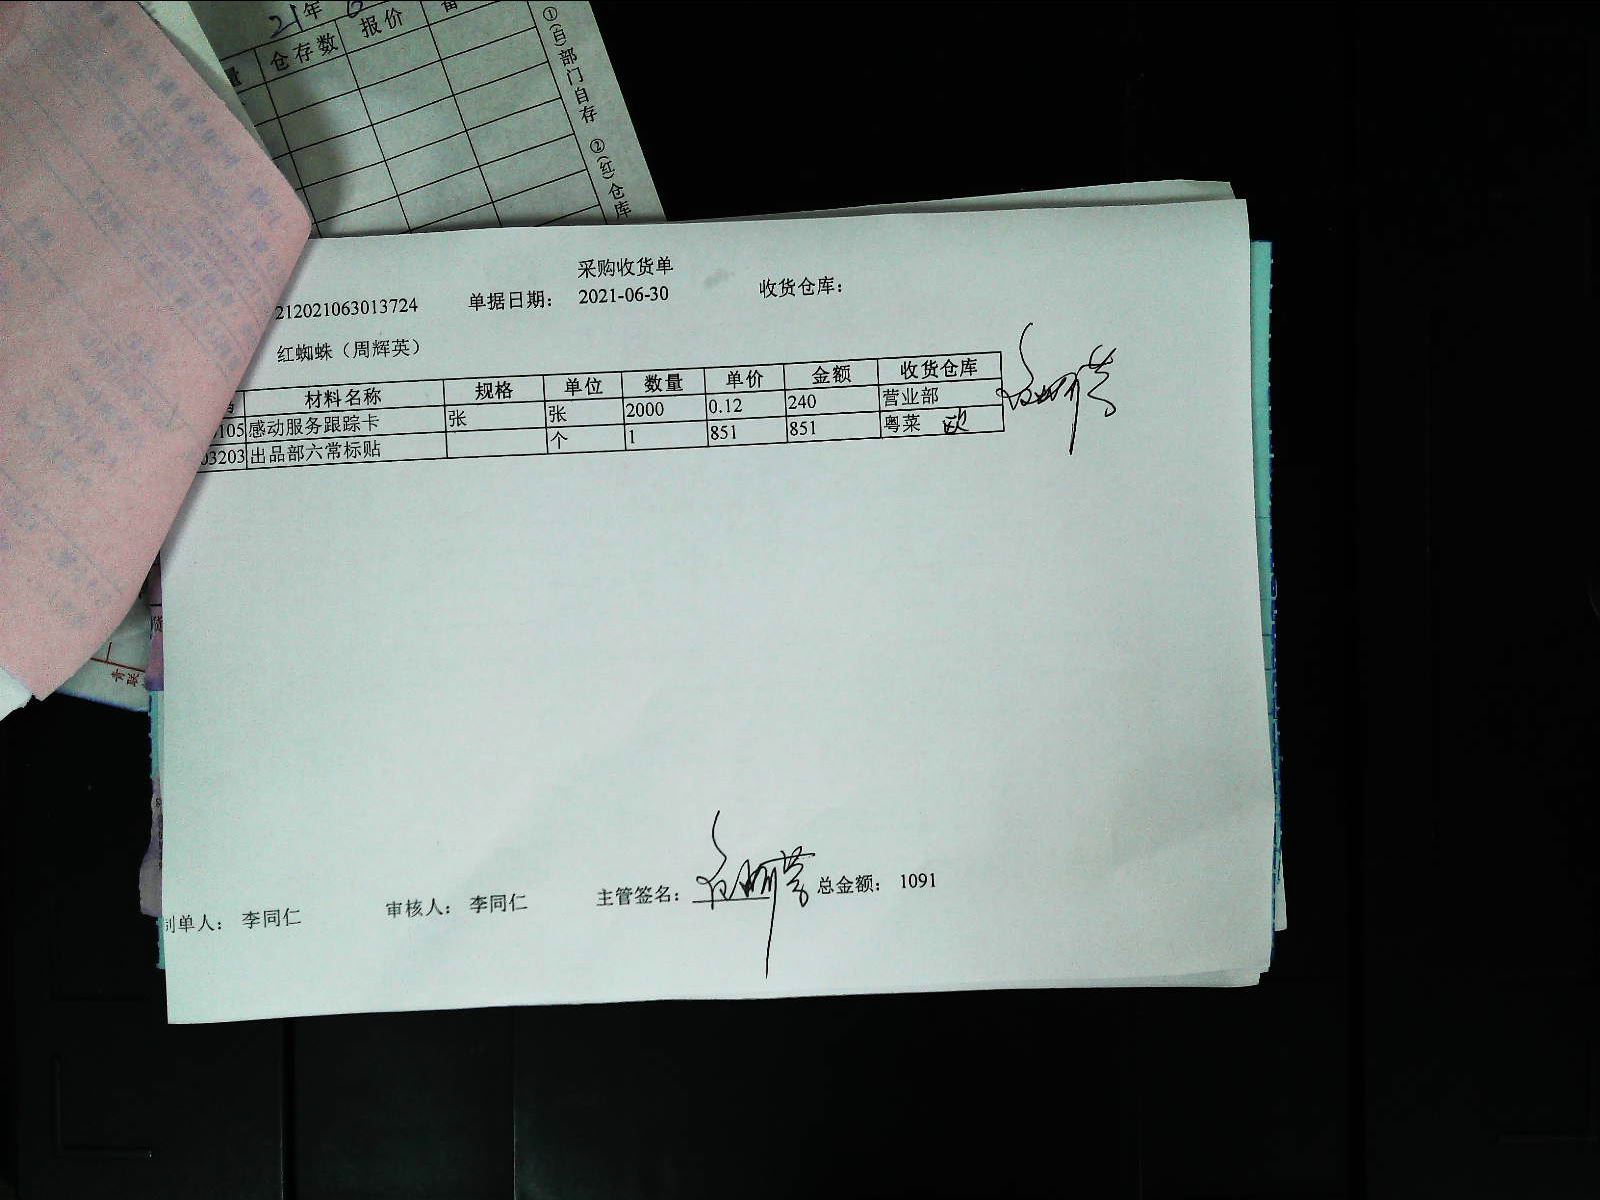 21年
仓存数 报价
①(白)部门自存 ②(红)仓库
采购收货单
212021063013724 单据日期: 2021-06-30 收货仓库:
红蜘蛛（周辉英）
材料名称 规格 单位 数量 单价 金额 收货仓库
105 感动服务跟踪卡 张 张 2000 0.12 240 营业部
03203 出品部六常标贴 个 1 851 851 粤菜 欧
制单人: 李同仁 审核人: 李同仁 主管签名: 总金额: 1091